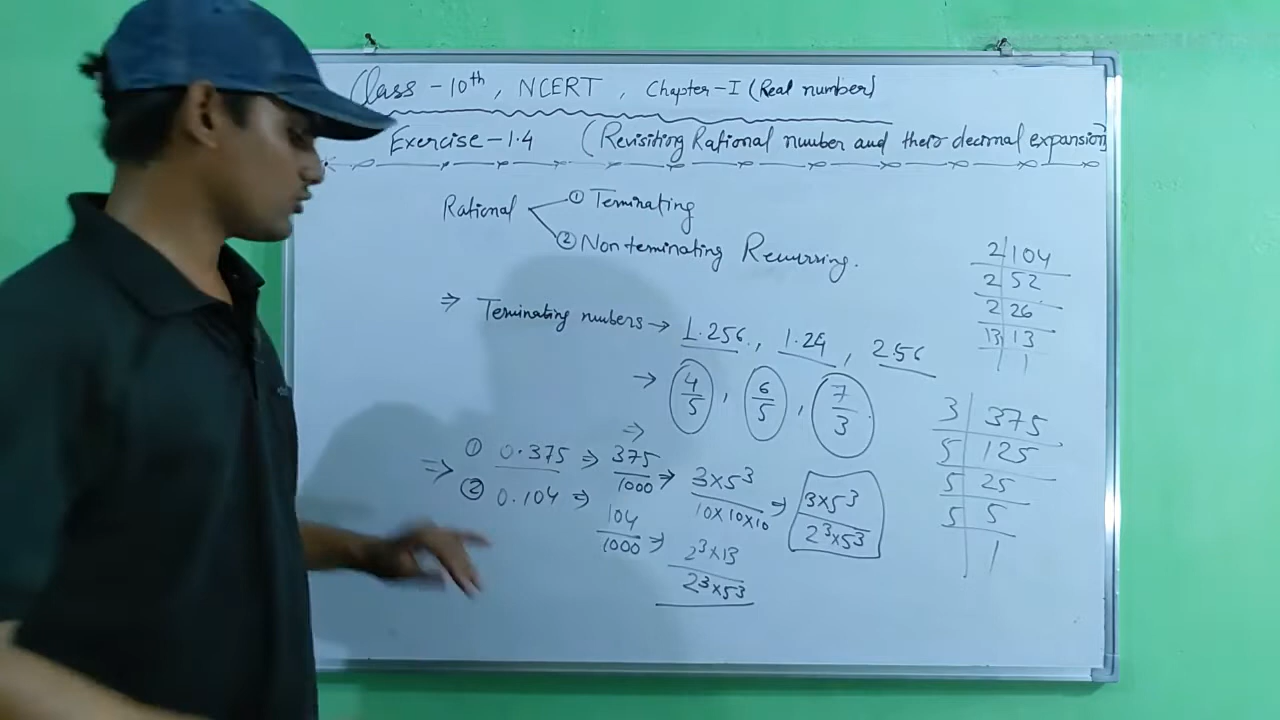 Class - 10th, NCERT, Chapter-I (Real number)
Exercise-1.4 (Revisiting Rational number and their decimal expansion)
Rational ① Terminating
② Nonterminating Recurring.
⇒ Terminating numbers → 1.256, 1.24, 2.56
→ 4/5, 6/5, 7/3
⇒
⇒ ① 0.375 ⇒ 375/1000 ⇒ 3×5³/10×10×10 ⇒ 3×5³/2³×5³
② 0.104 ⇒ 104/1000 ⇒ 2³×13/2³×5³
2 | 104
2 | 52
2 | 26
13 | 13
| 1
3 | 375
5 | 125
5 | 25
5 | 5
| 1